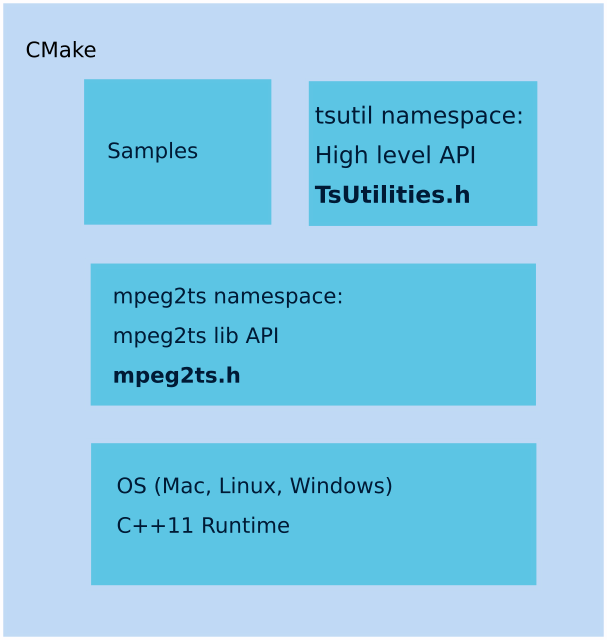 CMake
Samples
tsutil namespace:
High level API
TsUtilities.h
mpeg2ts namespace:
mpeg2ts lib API
mpeg2ts.h
OS (Mac, Linux, Windows)
C++11 Runtime